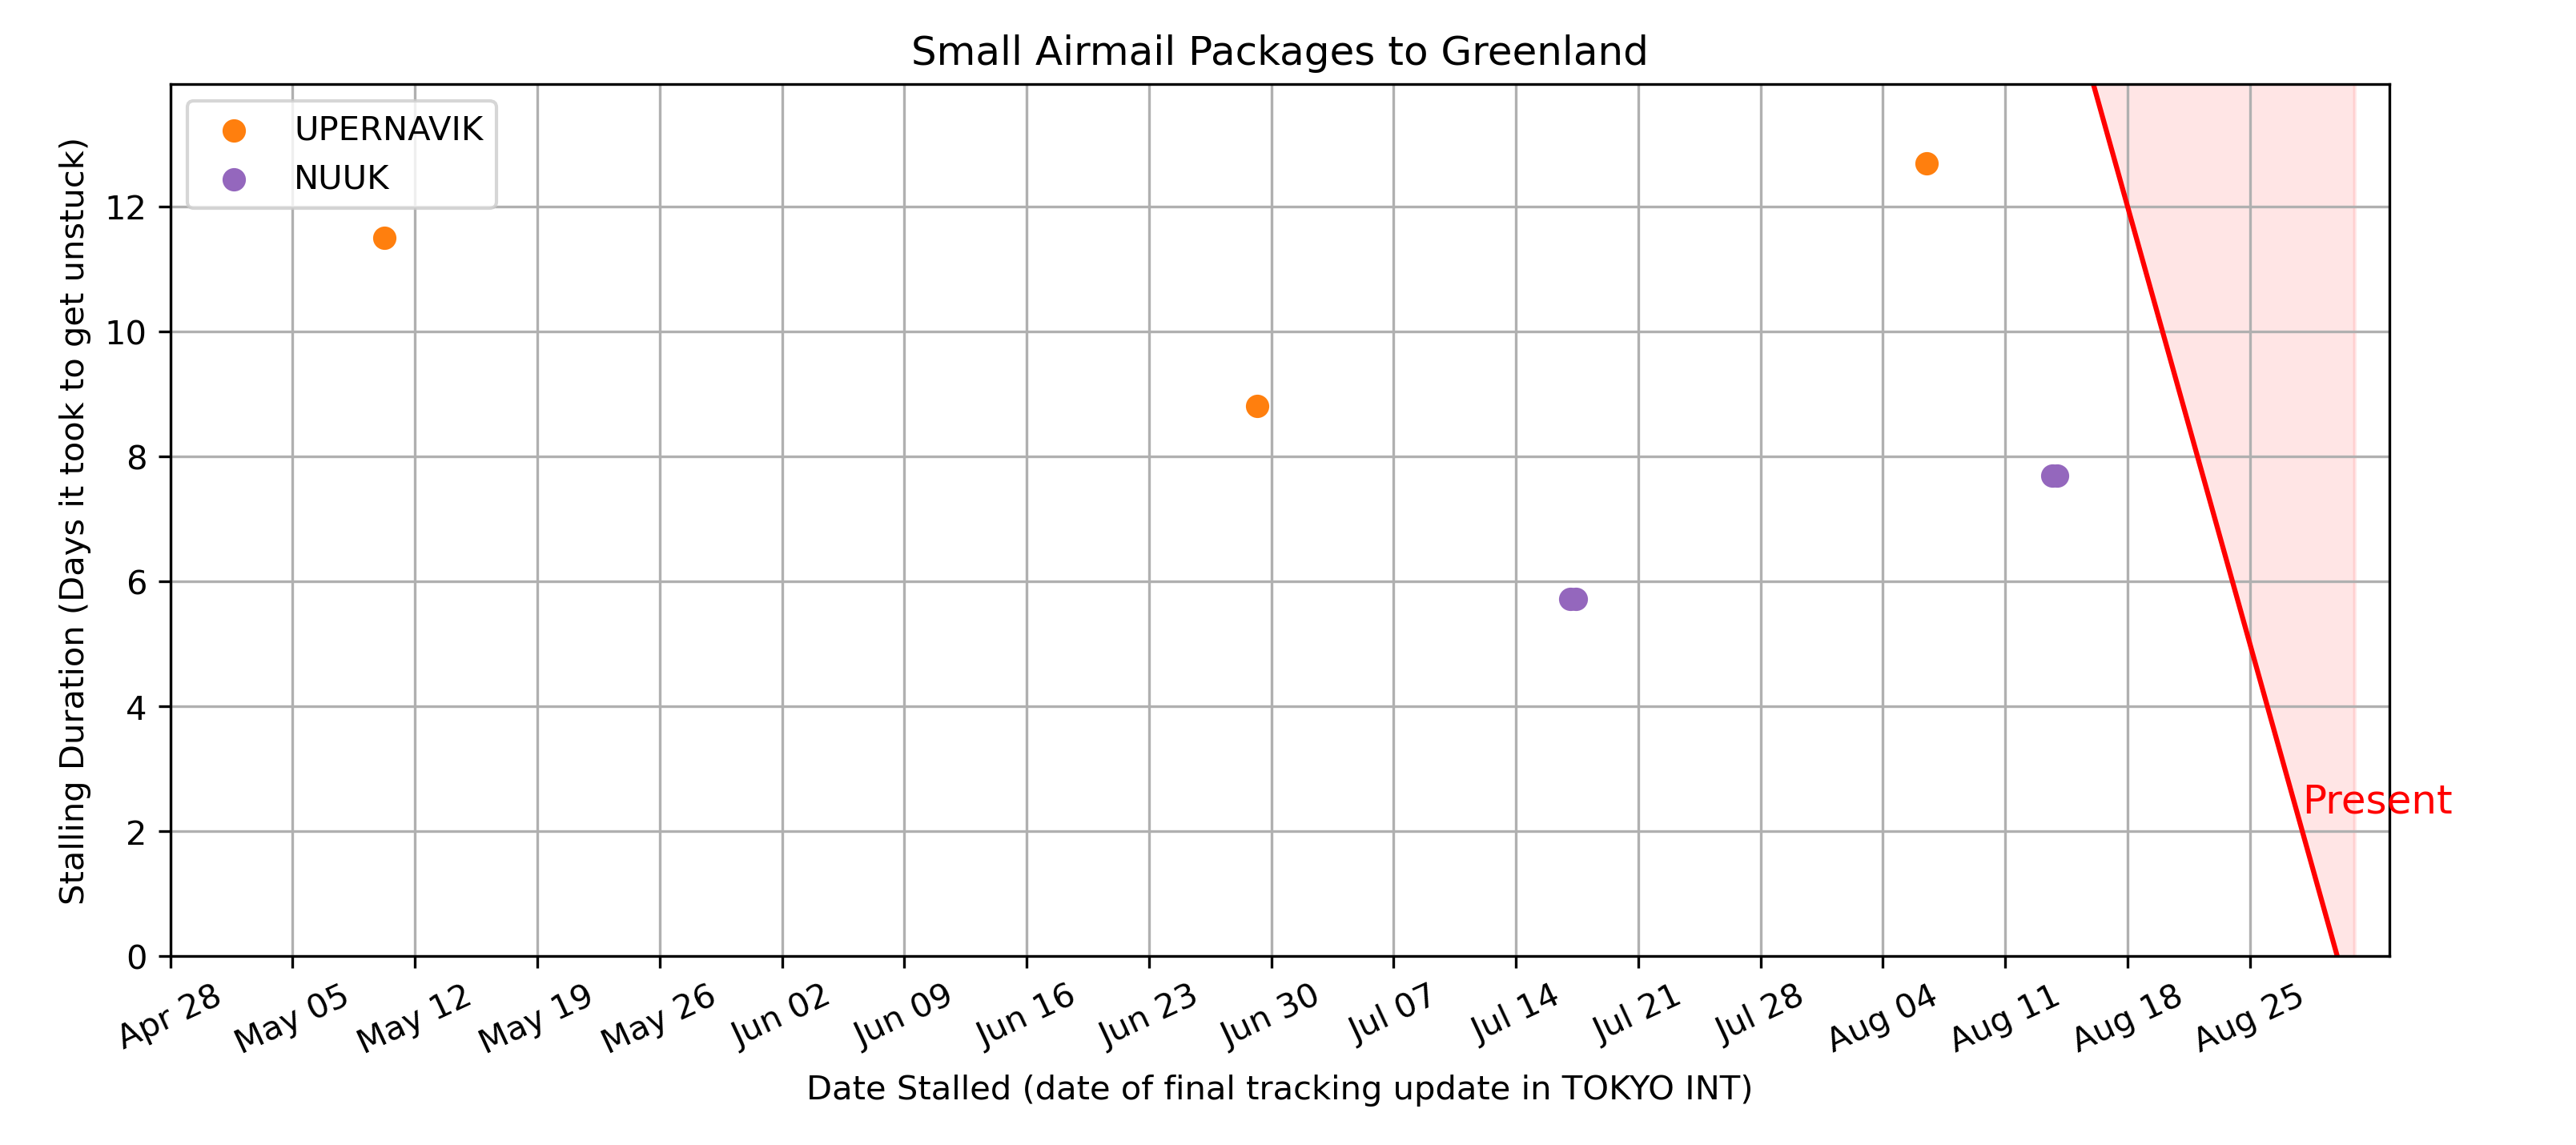 Small Airmail Packages to Greenland
UPERNAVIK
NUUK
Stalling Duration (Days it took to get unstuck)
12
10
8
6
4
2
0
Present
Apr 28
May 05
May 12
May 19
May 26
Jun 02
Jun 09
Jun 16
Jun 23
Jun 30
Jul 07
Jul 14
Jul 21
Jul 28
Aug 04
Aug 11
Aug 18
Aug 25
Date Stalled (date of final tracking update in TOKYO INT)